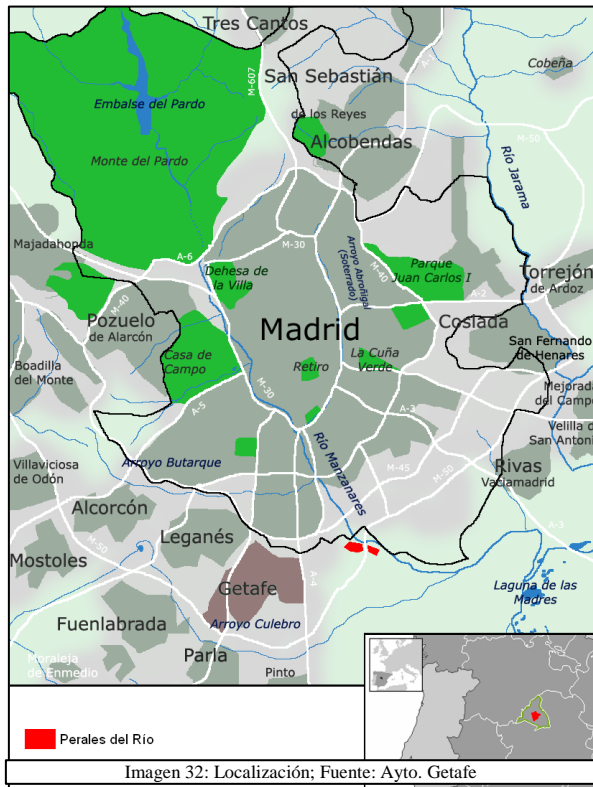 Tres Cantos
San Sebastián
de los Reyes
Cobeña
A-1
M-607
Embalse del Pardo
Alcobendas
M-50
Monte del Pardo
Río Jarama
Majadahonda
A-6
M-30
Dehesa de
la Villa
Arroyo Abroñigal
(Soterrado)
M-40
Parque
Juan Carlos I
A-2
Torrejón
de Ardoz
M-40
Pozuelo
de Alarcón
Madrid
Coslada
San Fernando
de Henares
Casa de
Campo
La Cuña
Verde
Retiro
Boadilla
del Monte
M-30
Mejorada
del Campo
A-5
A-3
Velilla de
San Antonio
Arroyo Butarque
Río Manzanares
M-45
M-50
Rivas
Vaciamadrid
Villaviciosa
de Odón
Alcorcón
Leganés
A-3
Mostoles
M-50
Getafe
A-4
Laguna de las
Madres
Fuenlabrada
Arroyo Culebro
Parla
Pinto
Moraleja
de Enmedio
Perales del Río
Imagen 32: Localización; Fuente: Ayto. Getafe